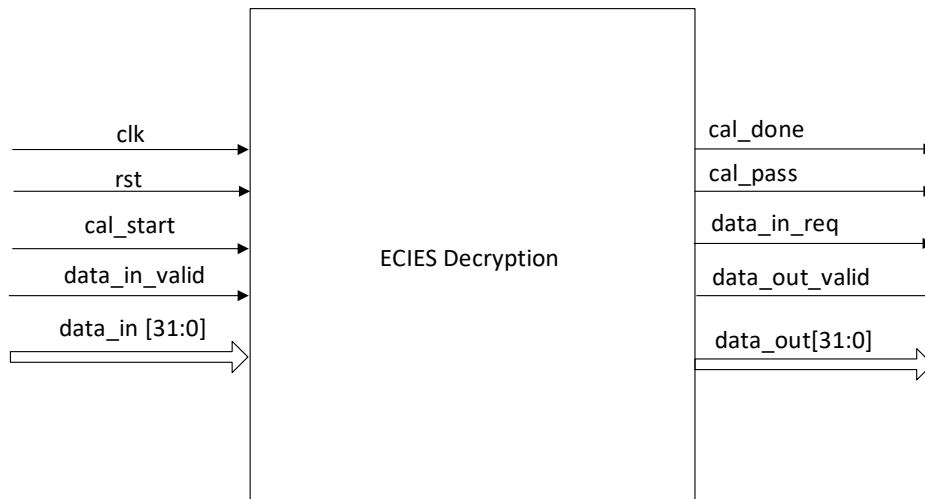 clk
rst
cal_start
data_in_valid
data_in [31:0]
ECIES Decryption
cal_done
cal_pass
data_in_req
data_out_valid
data_out[31:0]